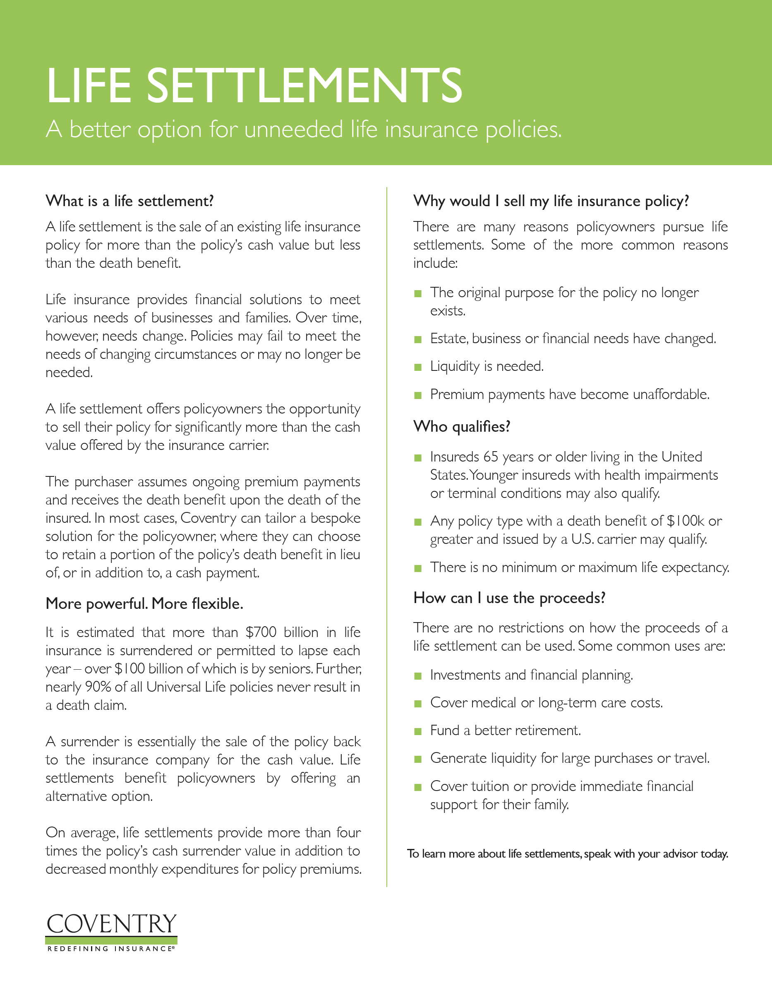 LIFE SETTLEMENTS
A better option for unneeded life insurance policies.
What is a life settlement?
A life settlement is the sale of an existing life insurance
policy for more than the policy’s cash value but less
than the death benefit.
Life insurance provides financial solutions to meet
various needs of businesses and families. Over time,
however, needs change. Policies may fail to meet the
needs of changing circumstances or may no longer be
needed.
A life settlement offers policyowners the opportunity
to sell their policy for significantly more than the cash
value offered by the insurance carrier.
The purchaser assumes ongoing premium payments
and receives the death benefit upon the death of the
insured. In most cases, Coventry can tailor a bespoke
solution for the policyowner, where they can choose
to retain a portion of the policy’s death benefit in lieu
of, or in addition to, a cash payment.
More powerful. More flexible.
It is estimated that more than $700 billion in life
insurance is surrendered or permitted to lapse each
year – over $100 billion of which is by seniors. Further,
nearly 90% of all Universal Life policies never result in
a death claim.
A surrender is essentially the sale of the policy back
to the insurance company for the cash value. Life
settlements benefit policyowners by offering an
alternative option.
On average, life settlements provide more than four
times the policy’s cash surrender value in addition to
decreased monthly expenditures for policy premiums.
Why would I sell my life insurance policy?
There are many reasons policyowners pursue life
settlements. Some of the more common reasons
include:
■ The original purpose for the policy no longer
exists.
■ Estate, business or financial needs have changed.
■ Liquidity is needed.
■ Premium payments have become unaffordable.
Who qualifies?
■ Insureds 65 years or older living in the United
States. Younger insureds with health impairments
or terminal conditions may also qualify.
■ Any policy type with a death benefit of $100k or
greater and issued by a U.S. carrier may qualify.
■ There is no minimum or maximum life expectancy.
How can I use the proceeds?
There are no restrictions on how the proceeds of a
life settlement can be used. Some common uses are:
■ Investments and financial planning.
■ Cover medical or long-term care costs.
■ Fund a better retirement.
■ Generate liquidity for large purchases or travel.
■ Cover tuition or provide immediate financial
support for their family.
To learn more about life settlements, speak with your advisor today.
COVENTRY
REDEFINING INSURANCE®